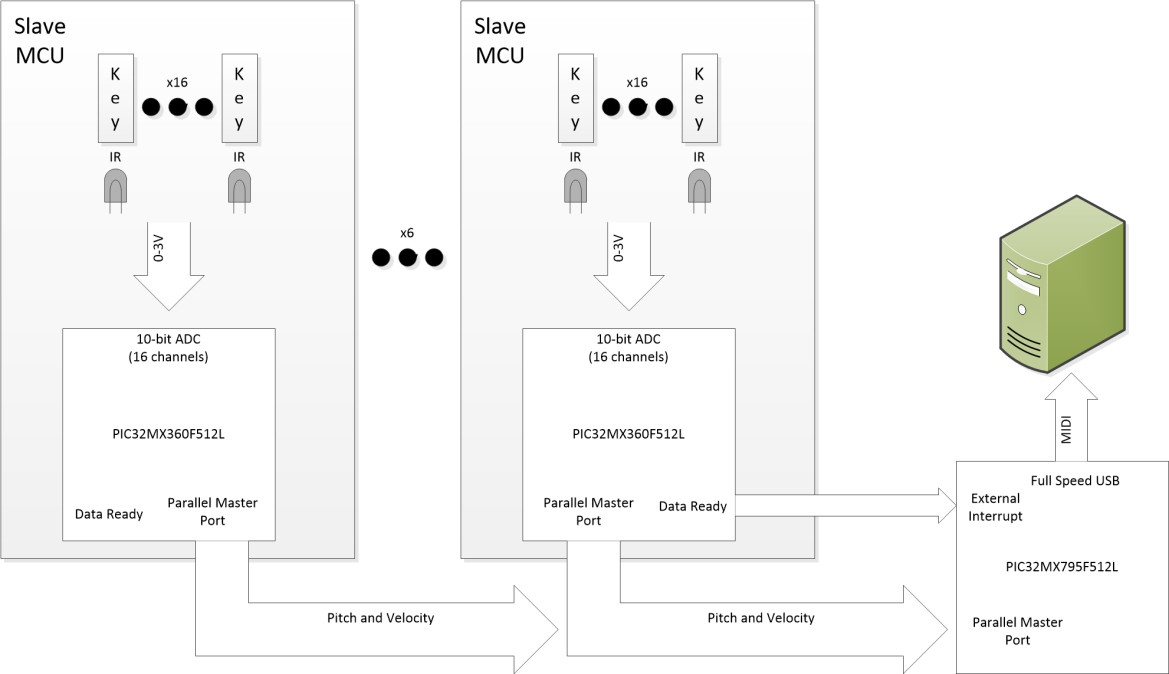 Slave
MCU
K
e
y
x16
K
e
y
IR
IR
0-3V
10-bit ADC
(16 channels)
PIC32MX360F512L
Data Ready
Parallel Master
Port
x6
Slave
MCU
K
e
y
x16
K
e
y
IR
IR
0-3V
10-bit ADC
(16 channels)
PIC32MX360F512L
Parallel Master
Port
Data Ready
Pitch and Velocity
Pitch and Velocity
MIDI
Full Speed USB
External
Interrupt
PIC32MX795F512L
Parallel Master
Port